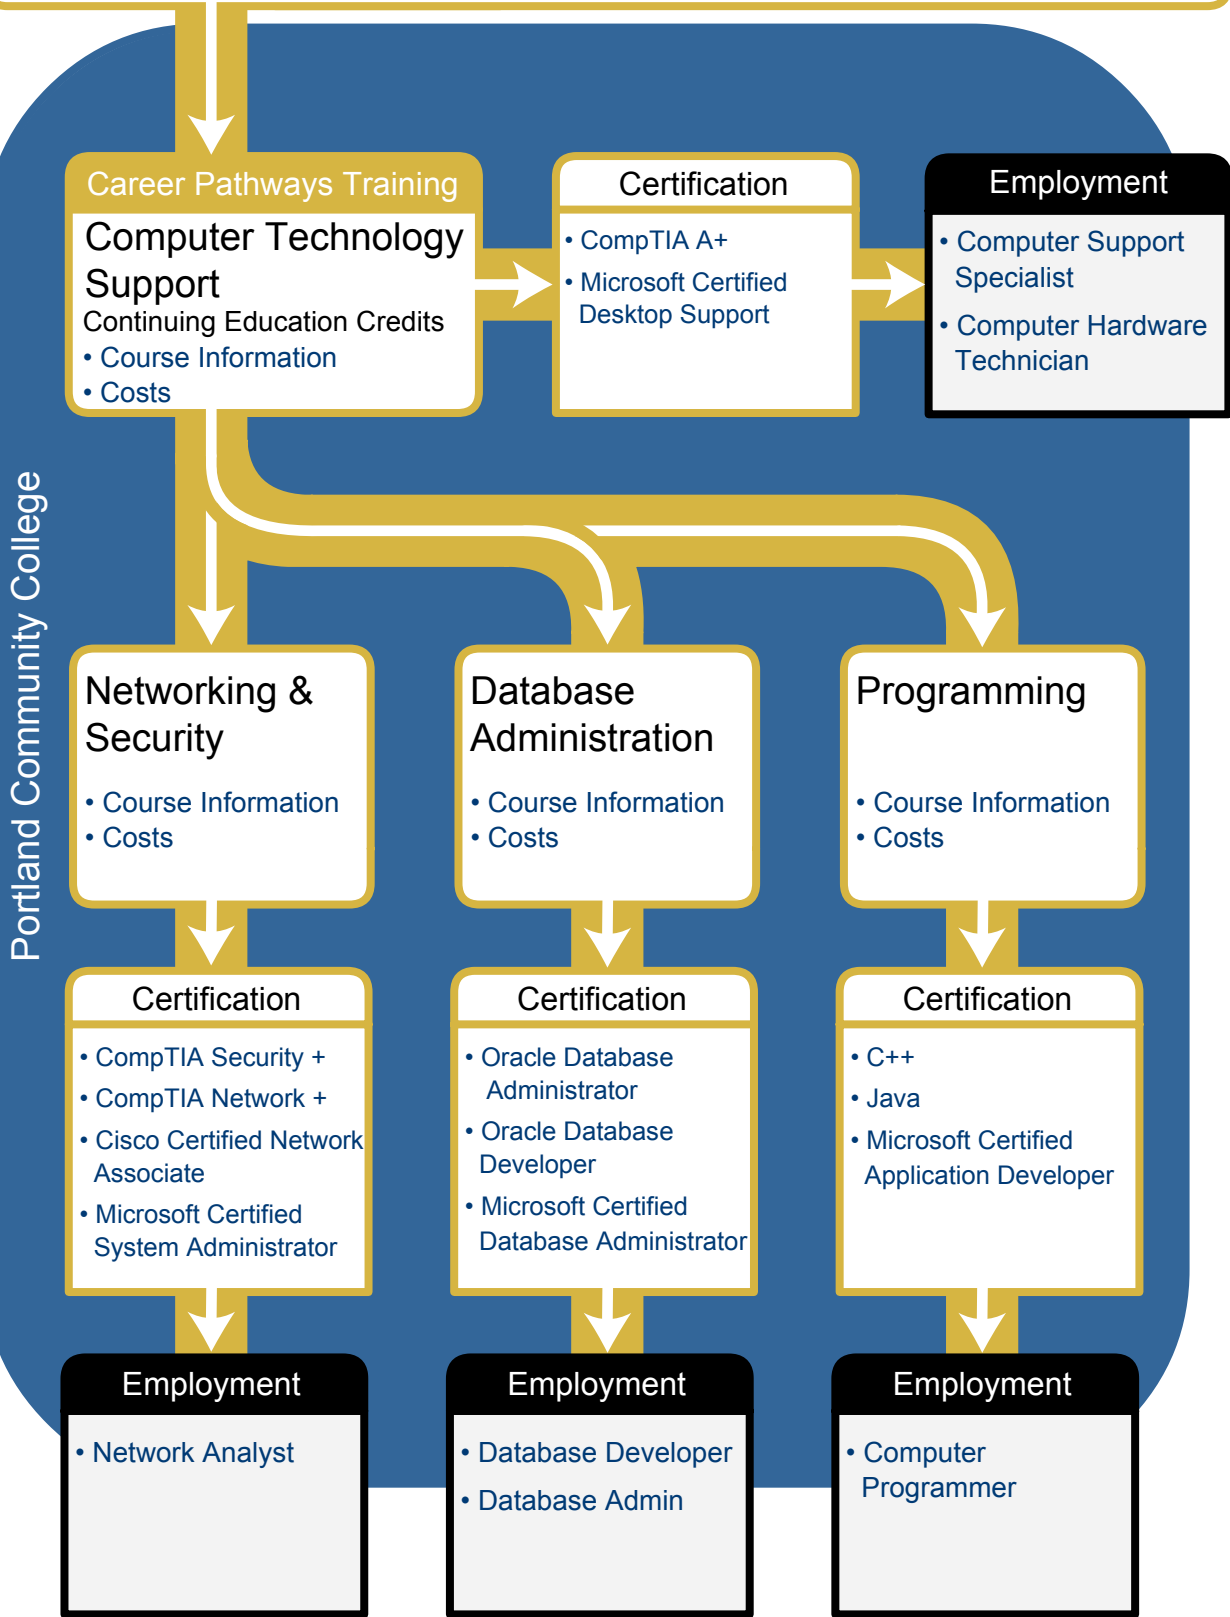 Career Pathways Training
Computer Technology
Support
Continuing Education Credits
• Course Information
• Costs
Certification
• CompTIA A+
• Microsoft Certified
Desktop Support
Employment
• Computer Support
Specialist
• Computer Hardware
Technician
Portland Community College
Networking &
Security
• Course Information
• Costs
Database
Administration
• Course Information
• Costs
Programming
• Course Information
• Costs
Certification
• CompTIA Security +
• CompTIA Network +
• Cisco Certified Network
Associate
• Microsoft Certified
System Administrator
Certification
• Oracle Database
Administrator
• Oracle Database
Developer
• Microsoft Certified
Database Administrator
Certification
• C++
• Java
• Microsoft Certified
Application Developer
Employment
• Network Analyst
Employment
• Database Developer
• Database Admin
Employment
• Computer
Programmer